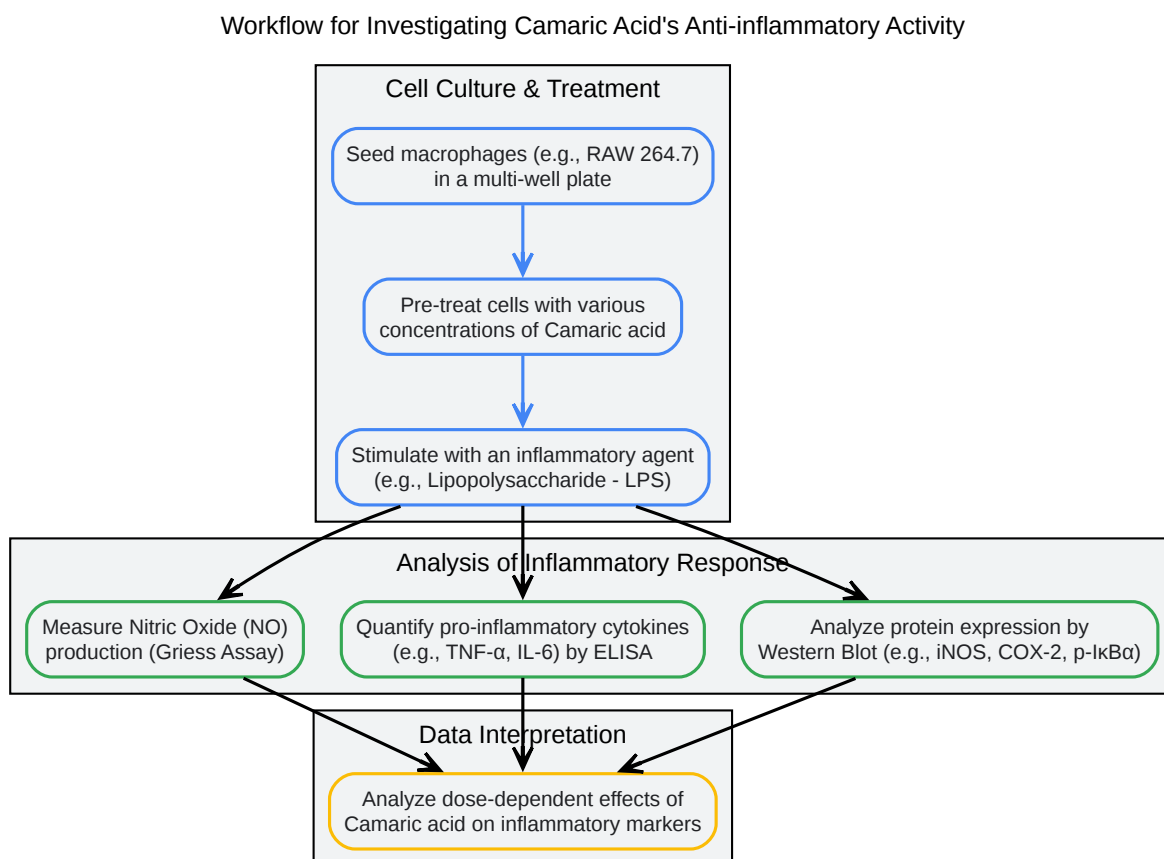 Workflow for Investigating Camaric Acid's Anti-inflammatory Activity
Cell Culture & Treatment
Seed macrophages (e.g., RAW 264.7)
in a multi-well plate
Pre-treat cells with various
concentrations of Camaric acid
Stimulate with an inflammatory agent
(e.g., Lipopolysaccharide - LPS)
Analysis of Inflammatory Response
Measure Nitric Oxide (NO)
production (Griess Assay)
Quantify pro-inflammatory cytokines
(e.g., TNF-α, IL-6) by ELISA
Analyze protein expression by
Western Blot (e.g., iNOS, COX-2, p-IκBα)
Data Interpretation
Analyze dose-dependent effects of
Camaric acid on inflammatory markers